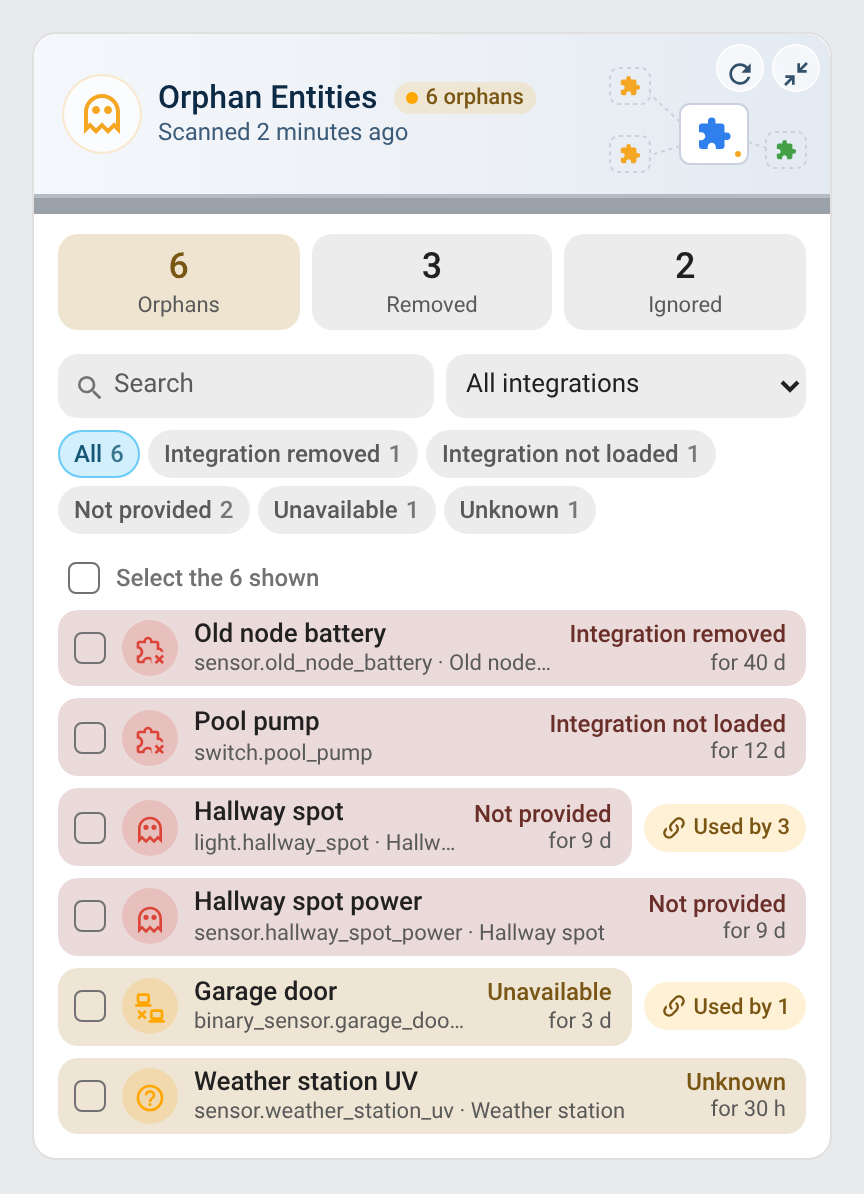 Orphan Entities
6 orphans
Scanned 2 minutes ago
6
Orphans
3
Removed
2
Ignored
Search
All integrations
All 6
Integration removed 1
Integration not loaded 1
Not provided 2
Unavailable 1
Unknown 1
Select the 6 shown
Old node battery
Integration removed
sensor.old_node_battery · Old node...
for 40 d
Pool pump
Integration not loaded
switch.pool_pump
for 12 d
Hallway spot
Not provided
light.hallway_spot · Hallw...
for 9 d
Used by 3
Hallway spot power
Not provided
sensor.hallway_spot_power · Hallway spot
for 9 d
Garage door
Unavailable
binary_sensor.garage_doo...
for 3 d
Used by 1
Weather station UV
Unknown
sensor.weather_station_uv · Weather station
for 30 h